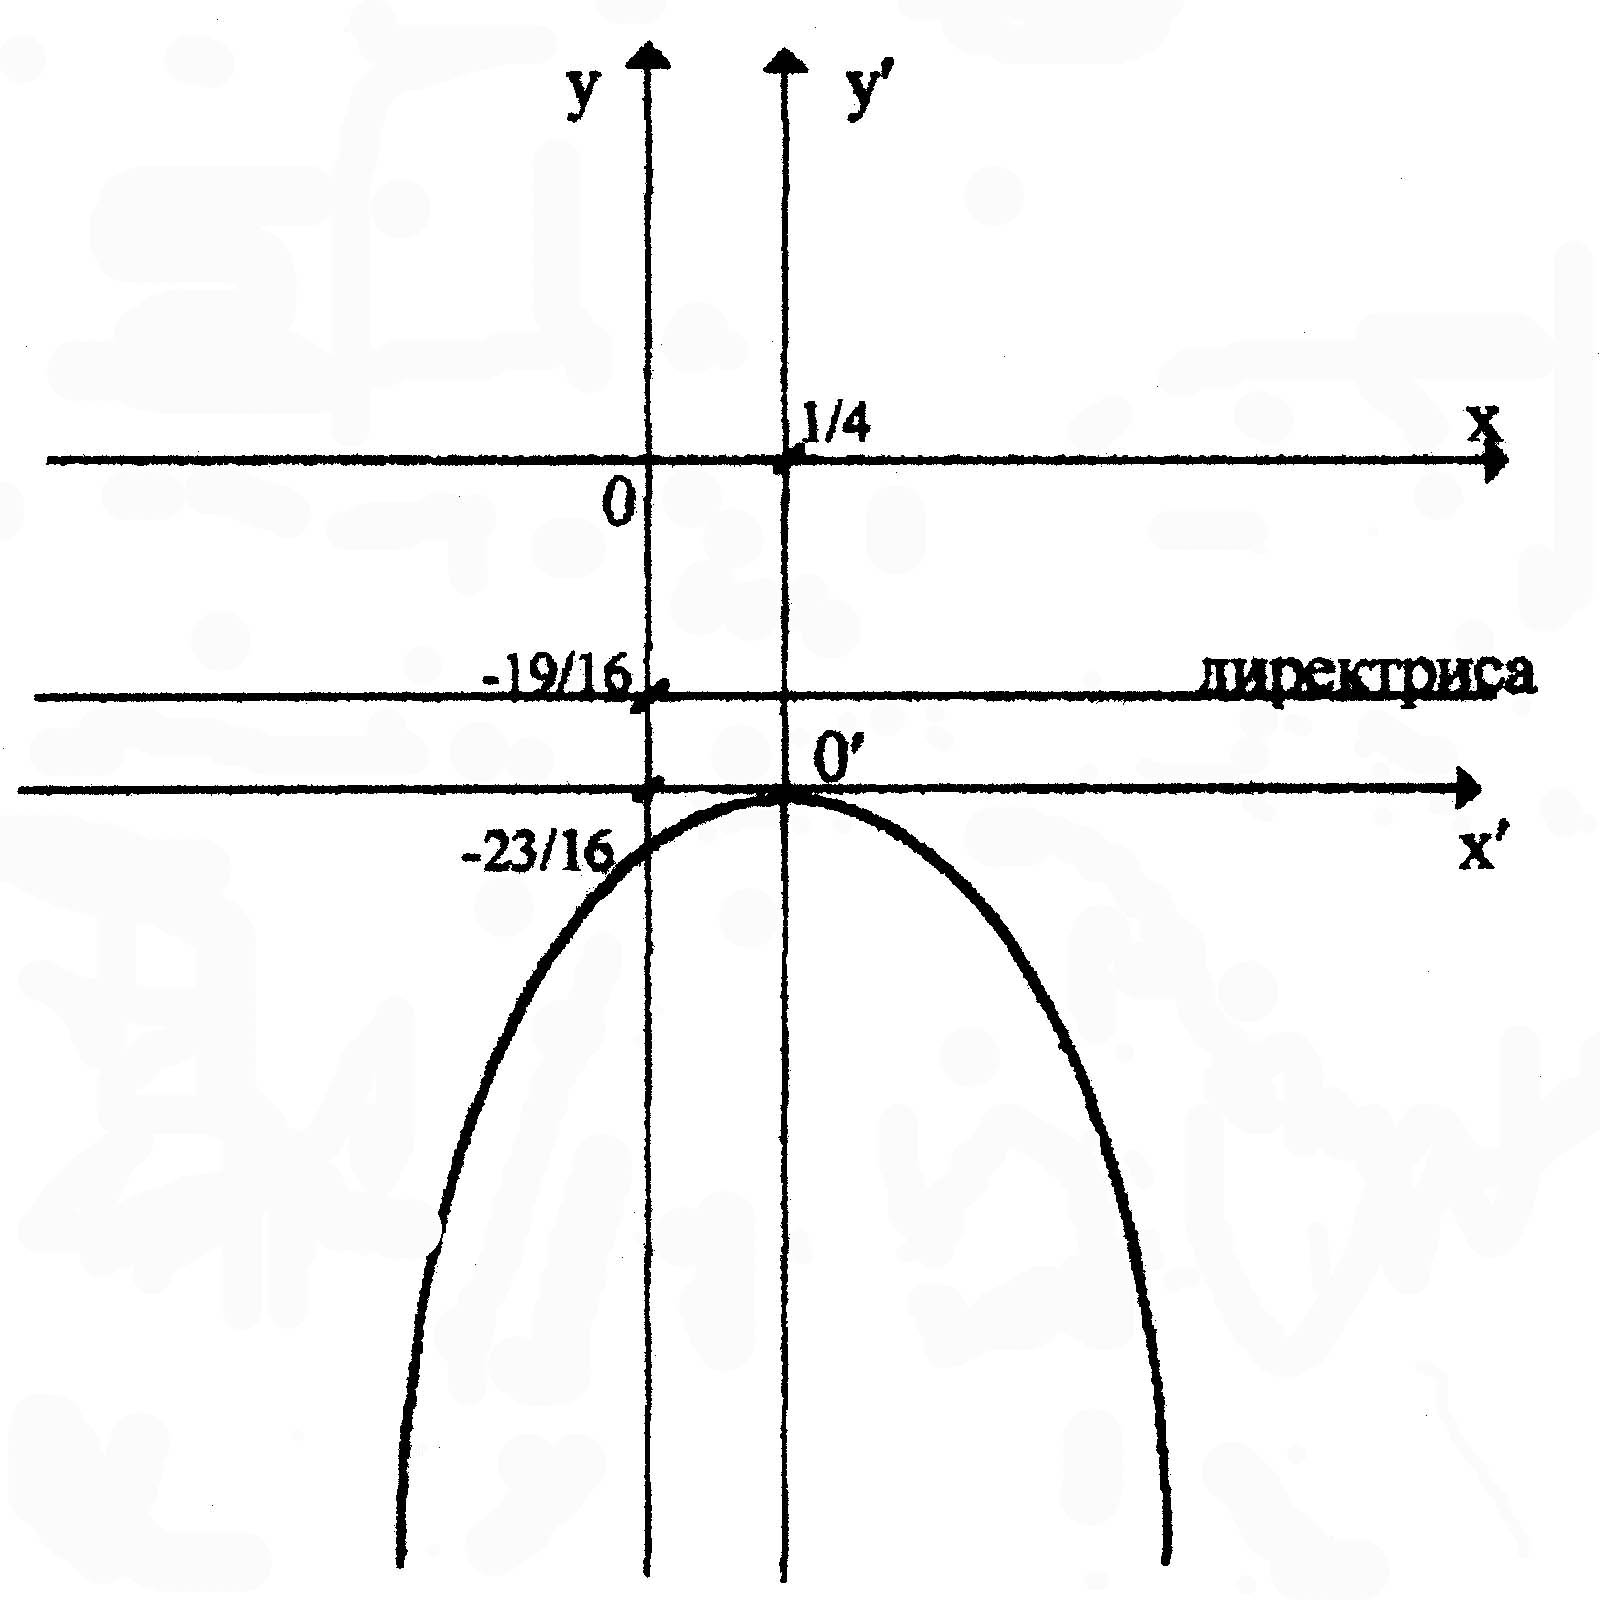 y y'
1/4
x
0
-19/16 директриса
0'
-23/16 x'